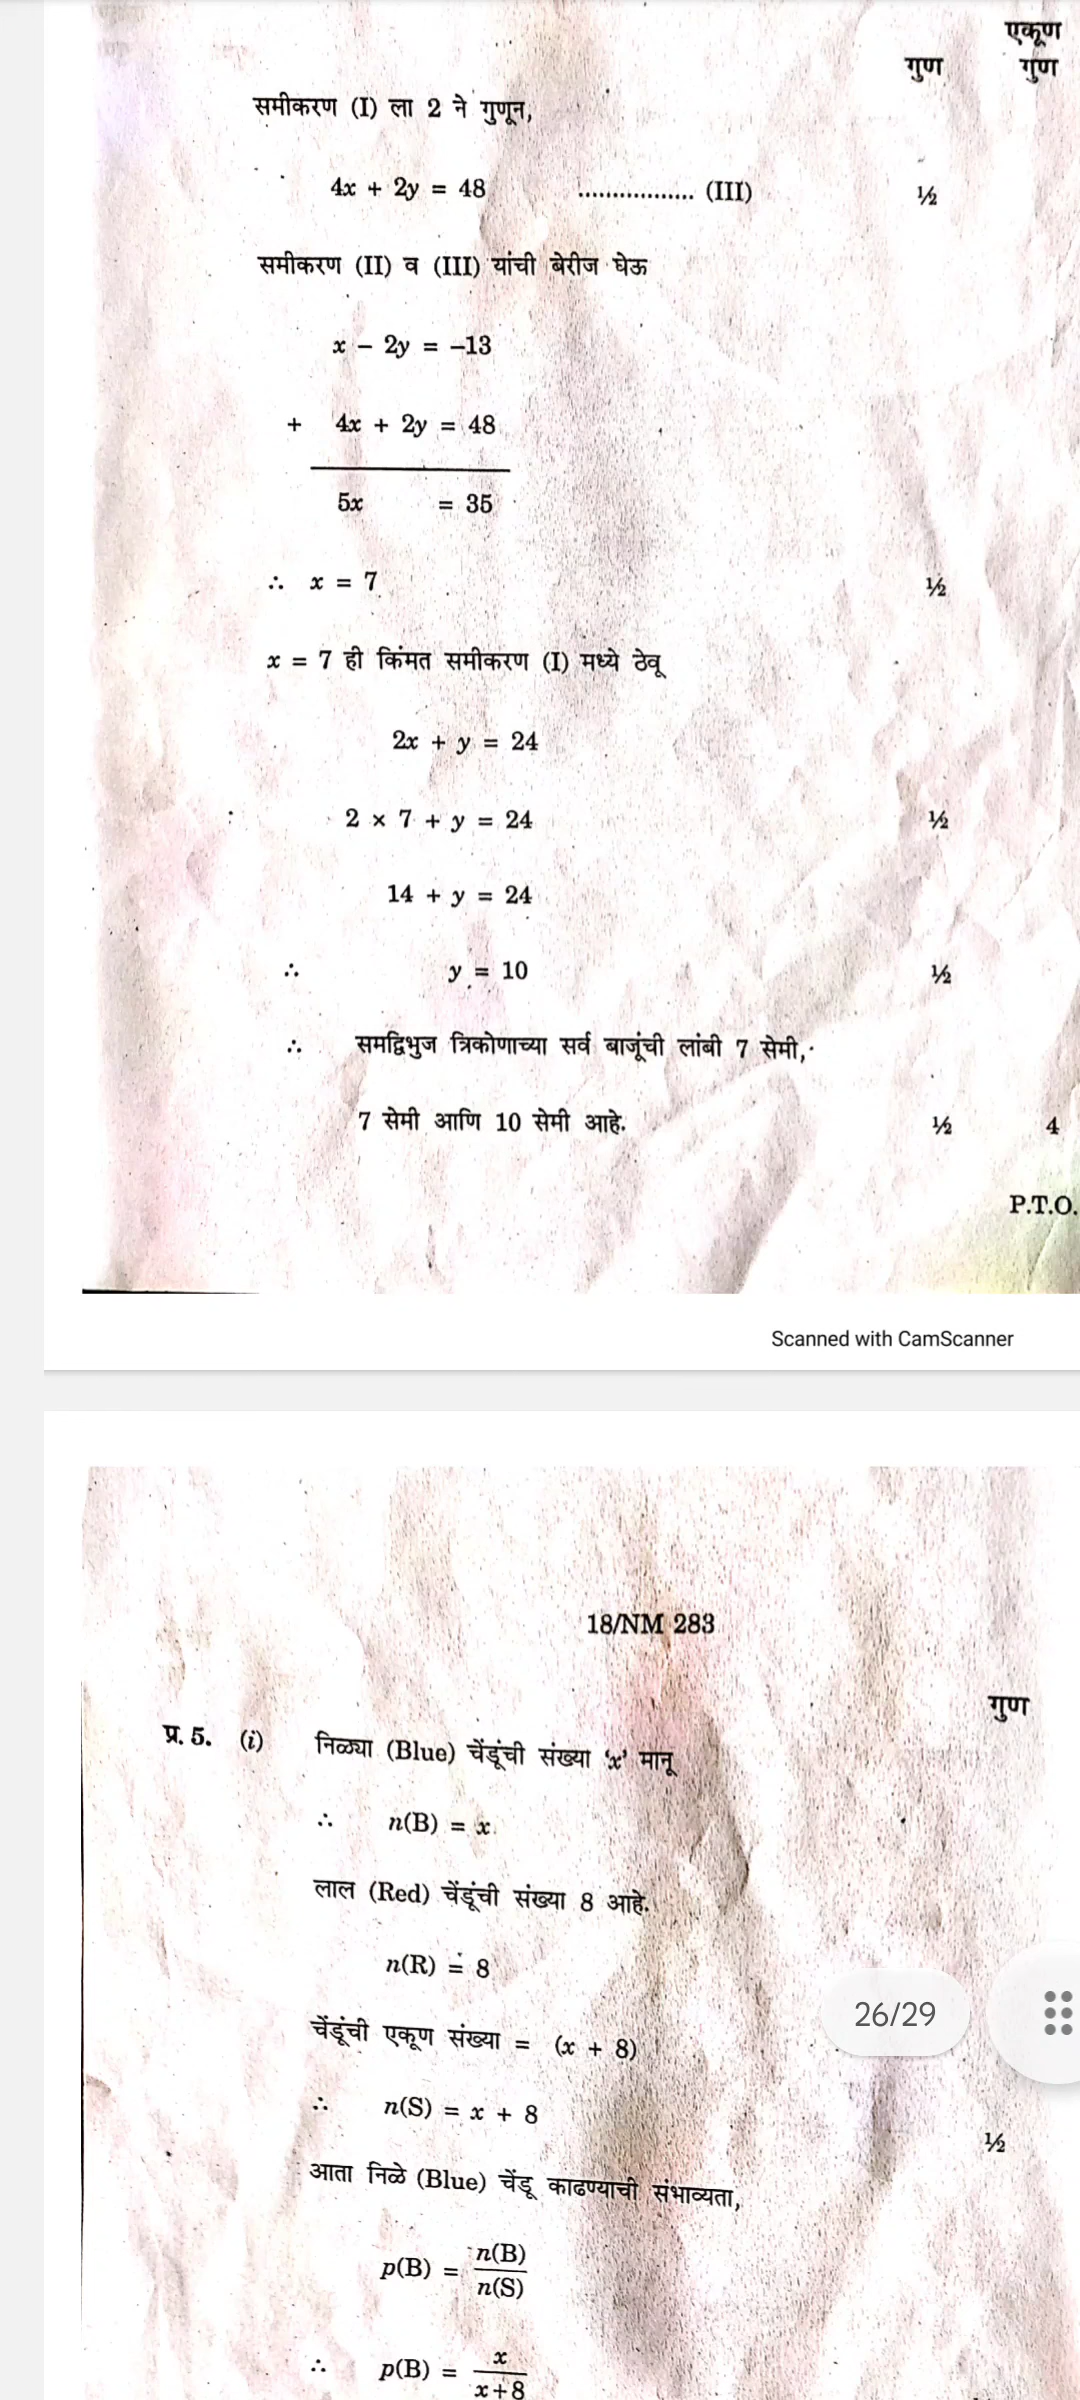 एकूण
गुण गुण
समीकरण (I) ला 2 ने गुणून,
4x + 2y = 48 ................. (III) ½
समीकरण (II) व (III) यांची बेरीज घेऊ
x – 2y = –13
+ 4x + 2y = 48
5x = 35
∴ x = 7 ½
x = 7 ही किंमत समीकरण (I) मध्ये ठेवू
2x + y = 24
2 × 7 + y = 24 ½
14 + y = 24
∴ y = 10 ½
∴ समद्विभुज त्रिकोणाच्या सर्व बाजूंची लांबी 7 सेमी,
7 सेमी आणि 10 सेमी आहे. ½ 4
P.T.O.
Scanned with CamScanner
18/NM 283
गुण
प्र. 5. (i) निळ्या (Blue) चेंडूंची संख्या ‘x’ मानू
∴ n(B) = x
लाल (Red) चेंडूंची संख्या 8 आहे.
n(R) = 8
26/29
चेंडूंची एकूण संख्या = (x + 8)
∴ n(S) = x + 8
½
आता निळे (Blue) चेंडू काढण्याची संभाव्यता,
p(B) = n(B)
n(S)
∴ p(B) = x
x+8